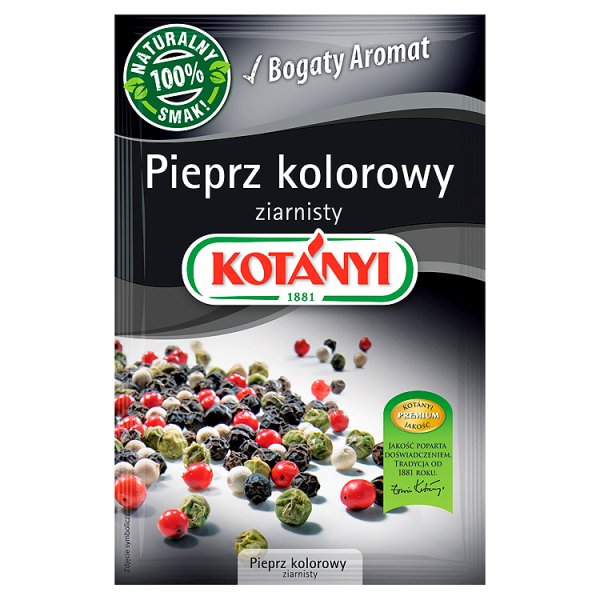 NATURALNY
100%
SMAK!
Bogaty Aromat
Pieprz kolorowy
ziarnisty
KOTÁNYI
1881
KOTÁNYI
PREMIUM
JAKOŚĆ
JAKOŚĆ POPARTA
DOŚWIADCZENIEM.
TRADYCJA OD
1881 ROKU.
Zdjęcie symboliczne
Pieprz kolorowy
ziarnisty